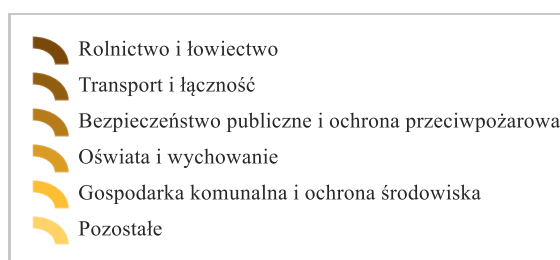 Rolnictwo i łowiectwo
Transport i łączność
Bezpieczeństwo publiczne i ochrona przeciwpożarowa
Oświata i wychowanie
Gospodarka komunalna i ochrona środowiska
Pozostałe